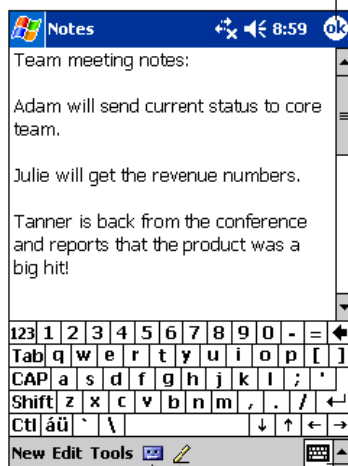 Notes 8:59 ok
Team meeting notes:
Adam will send current status to core
team.
Julie will get the revenue numbers.
Tanner is back from the conference
and reports that the product was a
big hit!
123 1 2 3 4 5 6 7 8 9 0 - =
Tab q w e r t y u i o p [ ]
CAP a s d f g h j k l ; '
Shift z x c v b n m , . /
Ctl áü ` \
New Edit Tools